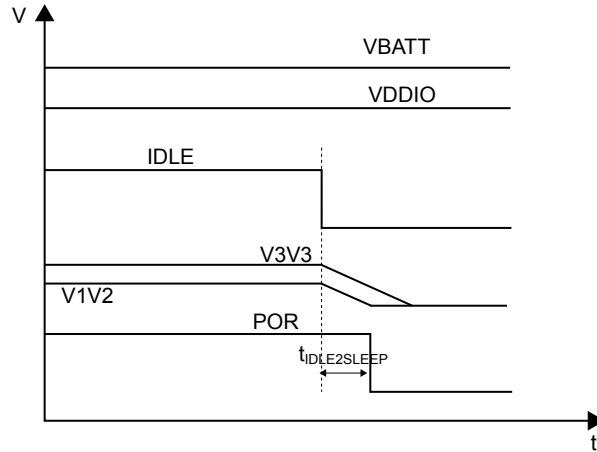 V
VBATT
VDDIO
IDLE
V3V3
V1V2
POR
tIDLE2SLEEP
t